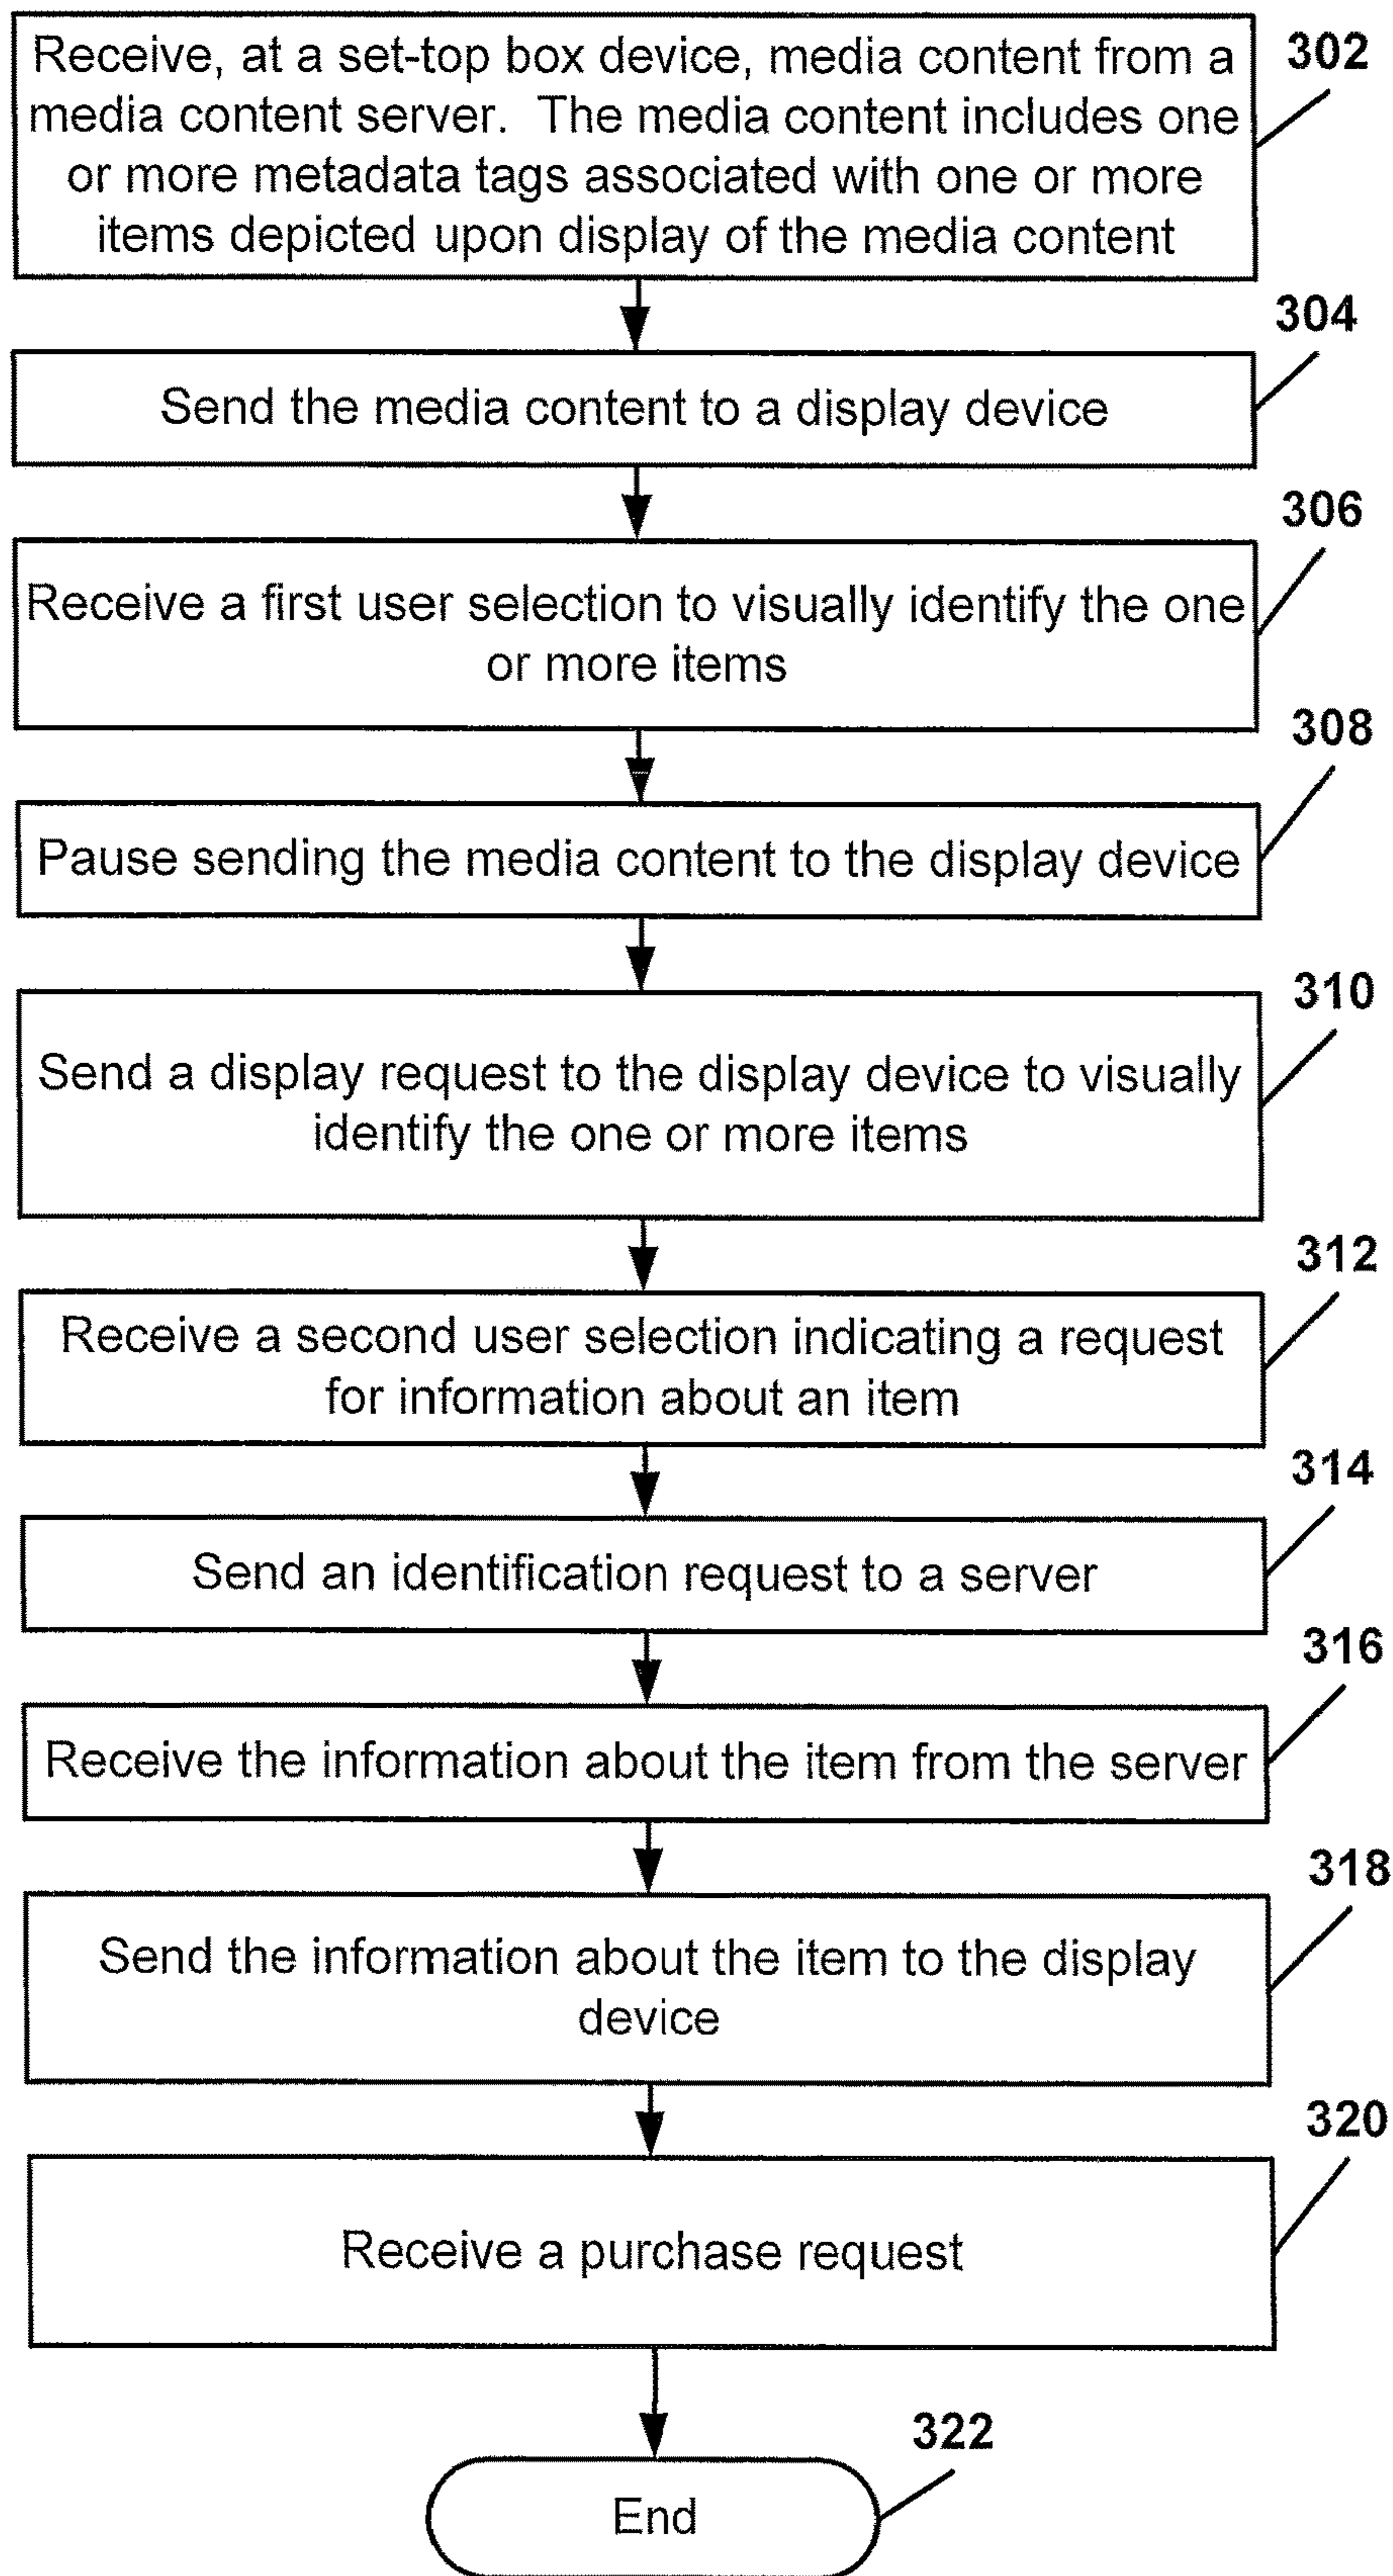 Receive, at a set-top box device, media content from a
302
media content server. The media content includes one
or more metadata tags associated with one or more
items depicted upon display of the media content
304
Send the media content to a display device
306
Receive a first user selection to visually identify the one
or more items
308
Pause sending the media content to the display device
310
Send a display request to the display device to visually
identify the one or more items
312
Receive a second user selection indicating a request
for information about an item
314
Send an identification request to a server
316
Receive the information about the item from the server
318
Send the information about the item to the display
device
320
Receive a purchase request
322
End